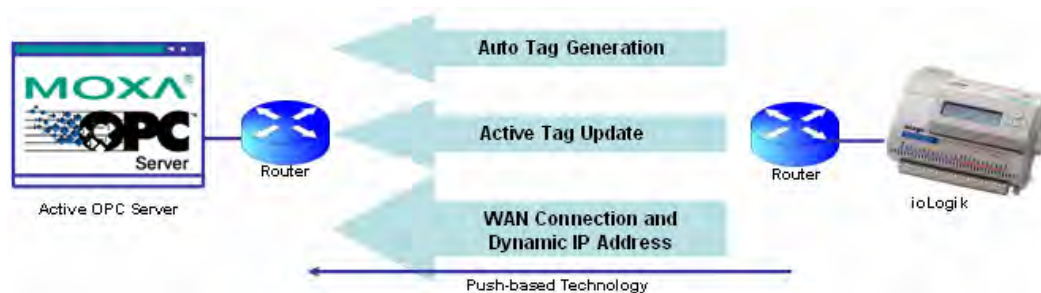 MOXA®
OPC™
Server
Active OPC Server
Router
Auto Tag Generation
Active Tag Update
WAN Connection and
Dynamic IP Address
Push-based Technology
Router
ioLogik